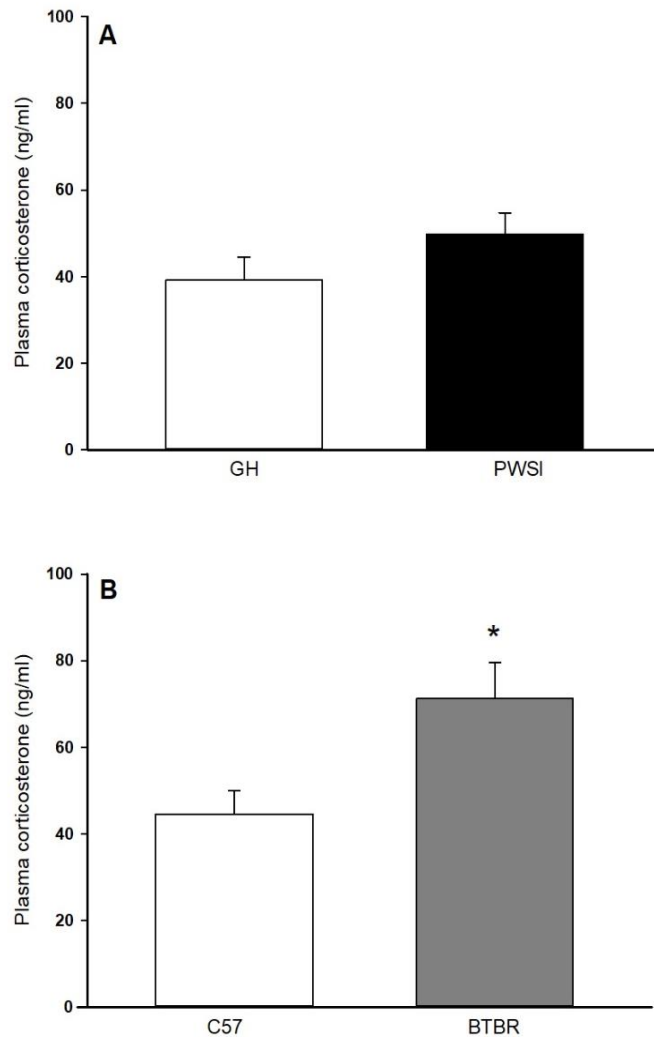 A
Plasma corticosterone (ng/ml)
100
80
60
40
20
0
GH PWSI
B
Plasma corticosterone (ng/ml)
100
80
60
40
20
0
*
C57 BTBR